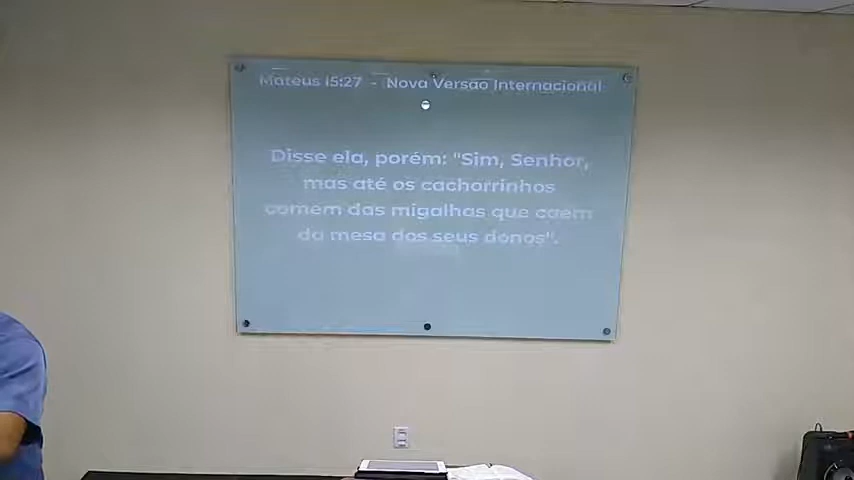 Mateus 15:27 - Nova Versão Internacional
Disse ela, porém: "Sim, Senhor,
mas até os cachorrinhos
comem das migalhas que caem
da mesa dos seus donos".